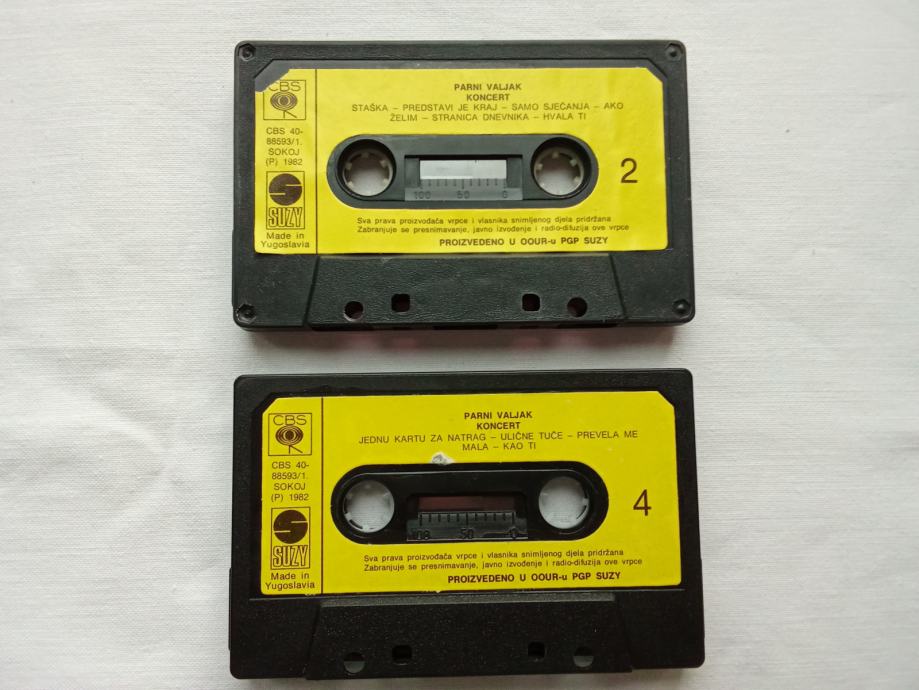 CBS
CBS 40-
88593/1.
SOKOJ
(P) 1982
SUZY
Made in
Yugoslavia
PARNI VALJAK
KONCERT
STAŠKA – PREDSTAVI JE KRAJ – SAMO SJEĆANJA – AKO
ŽELIM – STRANICA DNEVNIKA – HVALA TI
2
100 50 0
Sva prava proizvođača vrpce i vlasnika snimljenog djela pridržana
Zabranjuje se presnimavanje, javno izvođenje i radio-difuzija ove vrpce
PROIZVEDENO U OOUR-u PGP SUZY
CBS
CBS 40-
88593/1.
SOKOJ
(P) 1982
SUZY
Made in
Yugoslavia
PARNI VALJAK
KONCERT
JEDNU KARTU ZA NATRAG – ULIČNE TUČE – PREVELA ME
MALA – KAO TI
4
50
Sva prava proizvođača vrpce i vlasnika snimljenog djela pridržana
Zabranjuje se presnimavanje, javno izvođenje i radio-difuzija ove vrpce
PROIZVEDENO U OOUR-u PGP SUZY